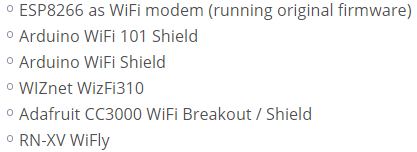 ESP8266 as WiFi modem (running original firmware)
Arduino WiFi 101 Shield
Arduino WiFi Shield
WIZnet WizFi310
Adafruit CC3000 WiFi Breakout / Shield
RN-XV WiFly